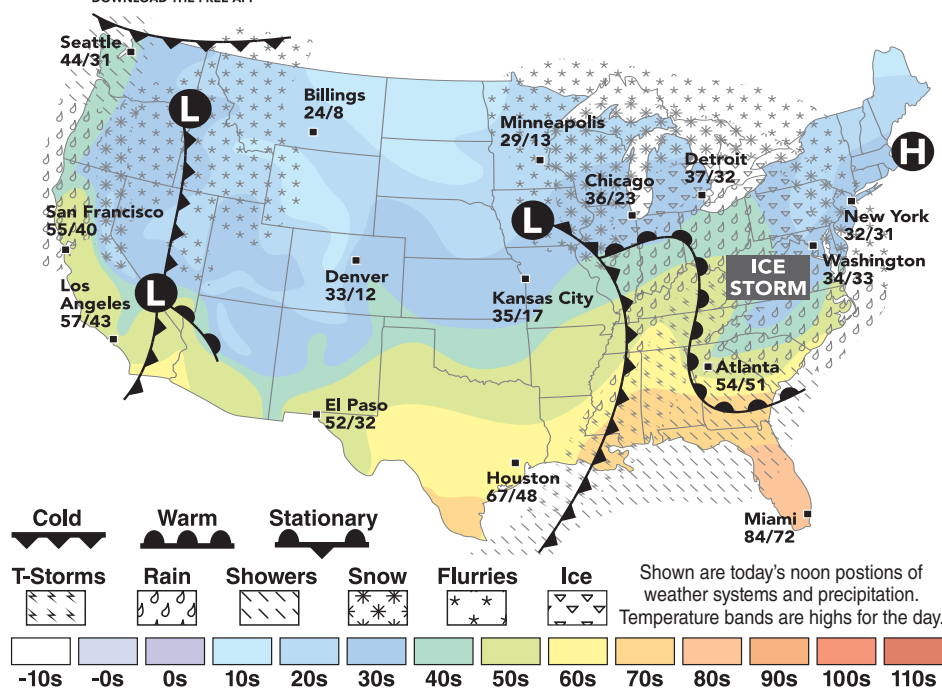 DOWNLOAD THE FREE APP
Seattle
44/31
L
Billings
24/8
Minneapolis
29/13
Detroit
37/32
H
Chicago
36/23
San Francisco
55/40
L
New York
32/31
Washington
34/33
ICE
STORM
Denver
33/12
Kansas City
35/17
Los
Angeles
57/43
L
Atlanta
54/51
El Paso
52/32
Houston
67/48
Miami
84/72
Cold
Warm
Stationary
T-Storms
Rain
Showers
Snow
Flurries
Ice
Shown are today's noon postions of
weather systems and precipitation.
Temperature bands are highs for the day.
-10s
-0s
0s
10s
20s
30s
40s
50s
60s
70s
80s
90s
100s
110s